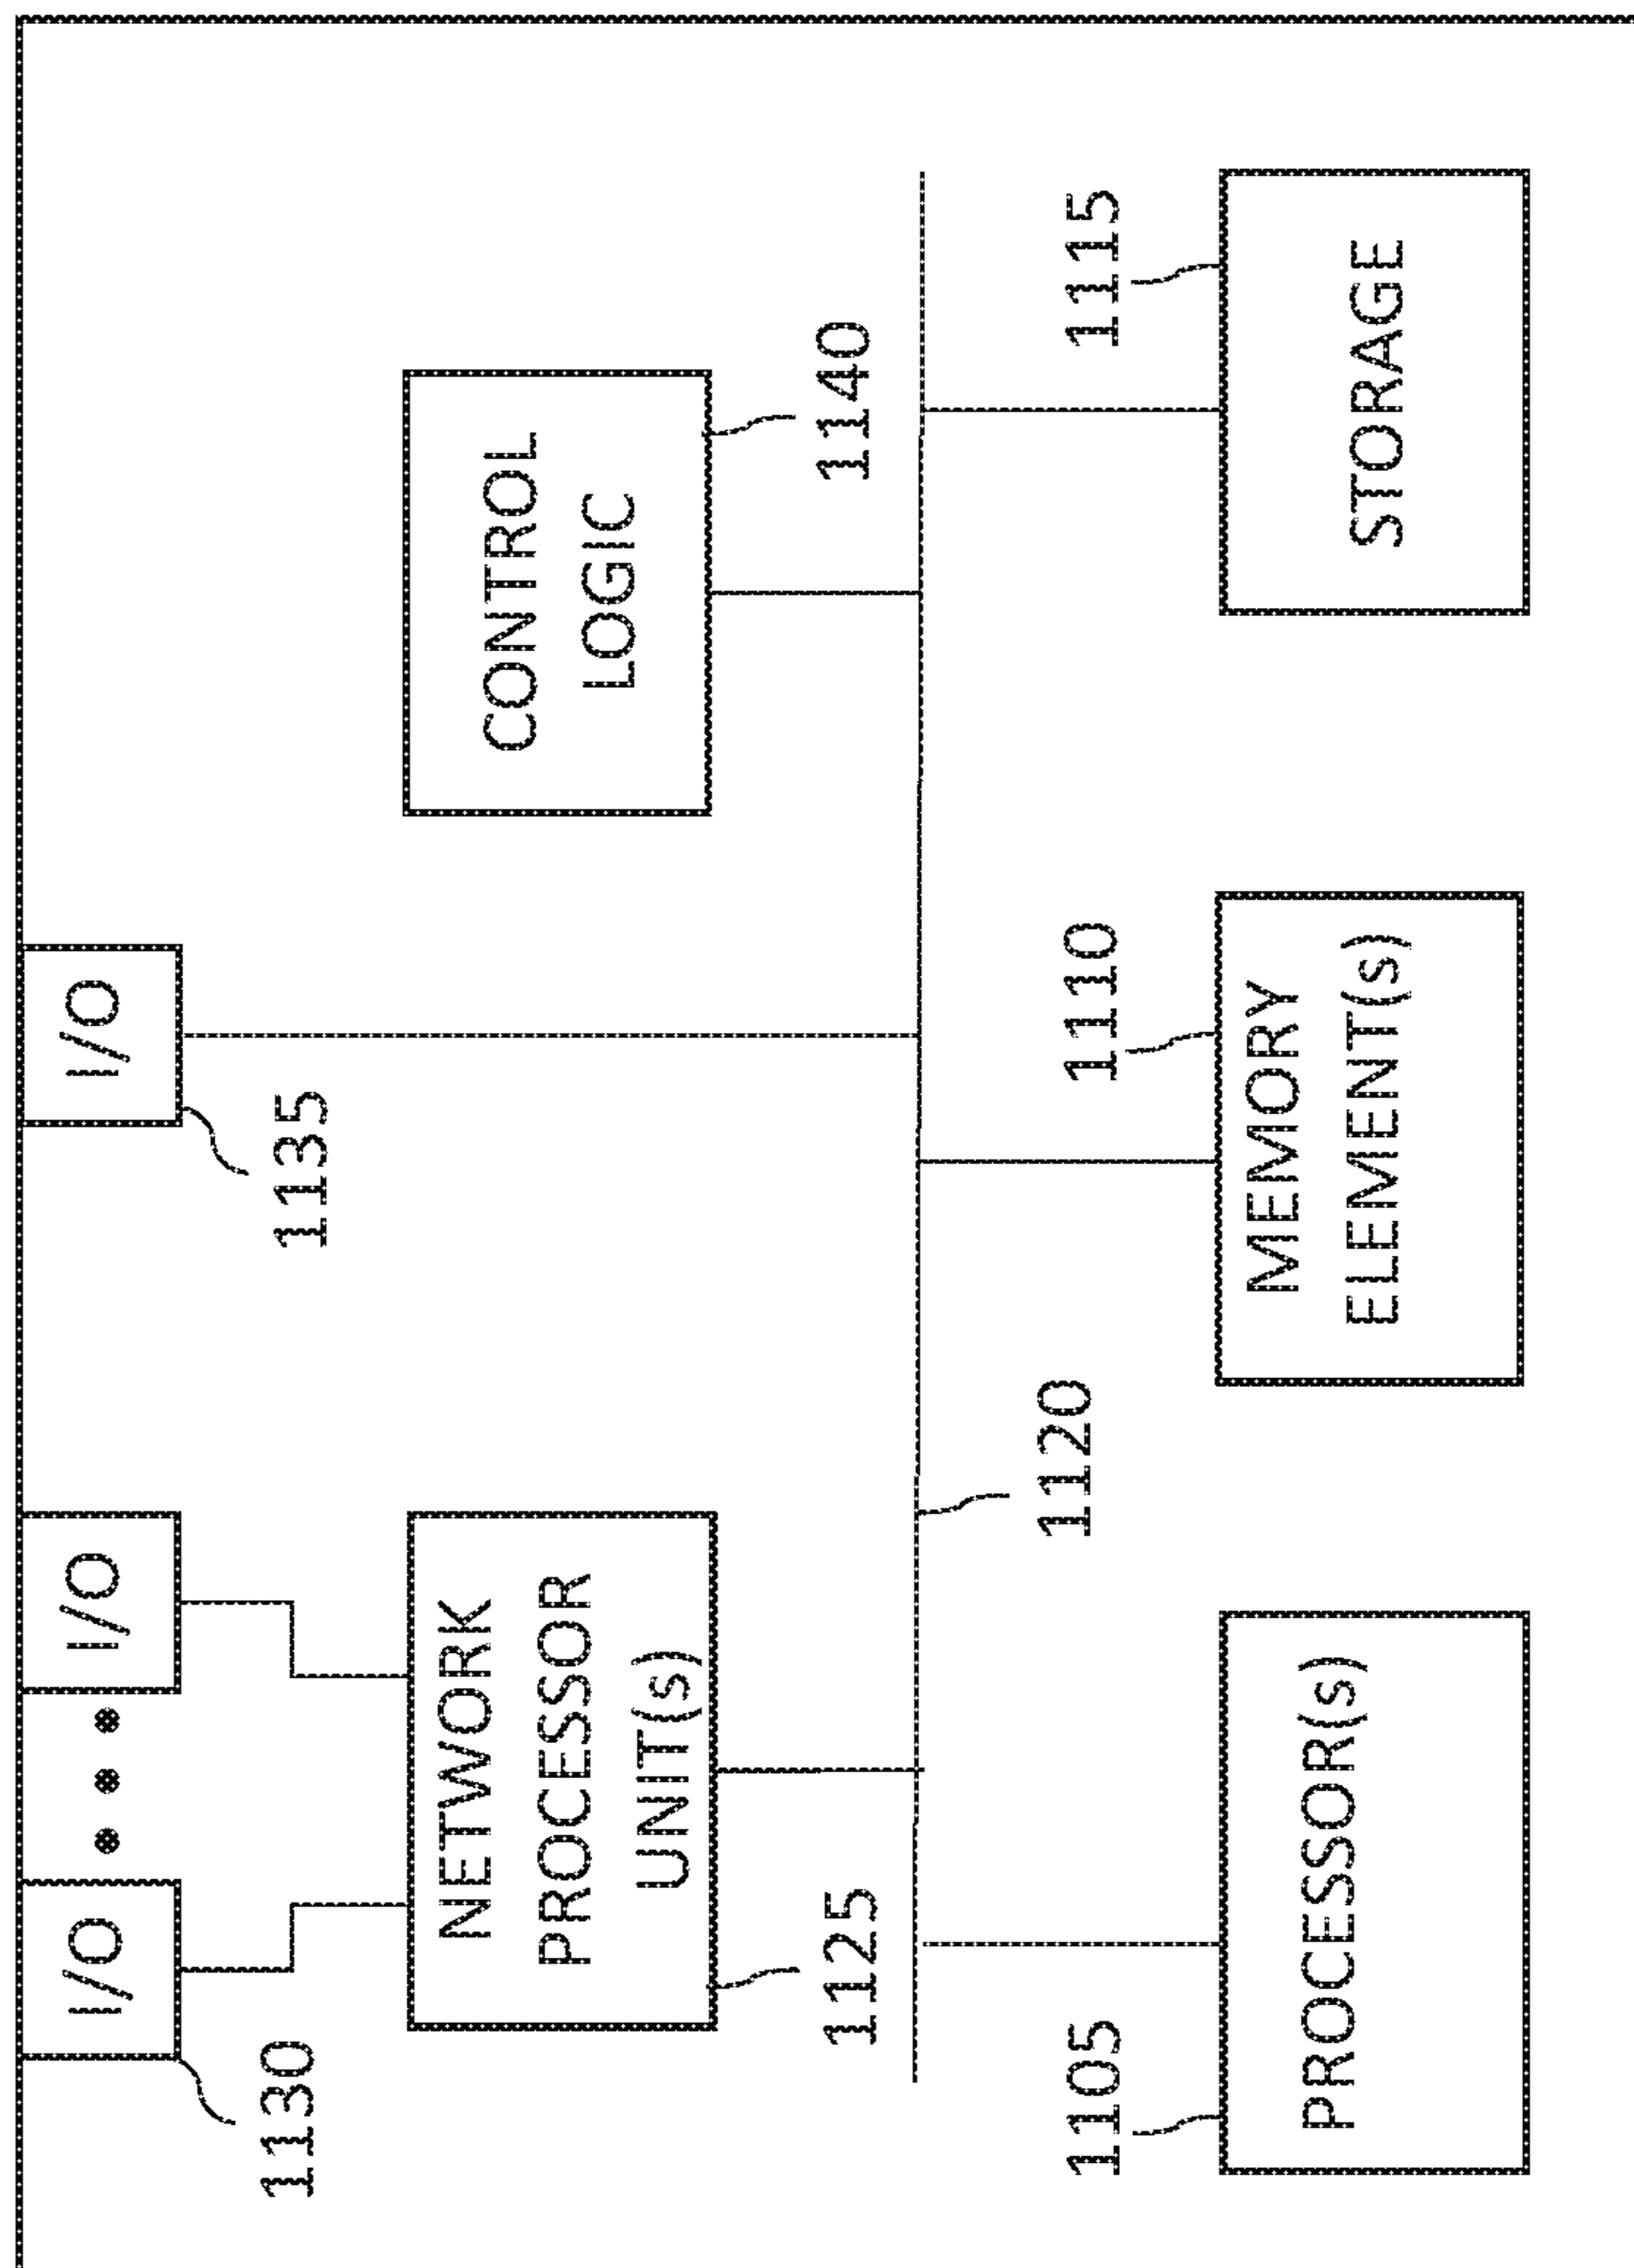 I/O
I/O
I/O
1130
1135
NETWORK
PROCESSOR
UNIT(s)
1125
CONTROL
LOGIC
1140
1120
1105
PROCESSOR(s)
1110
MEMORY
ELEMENT(s)
1115
STORAGE